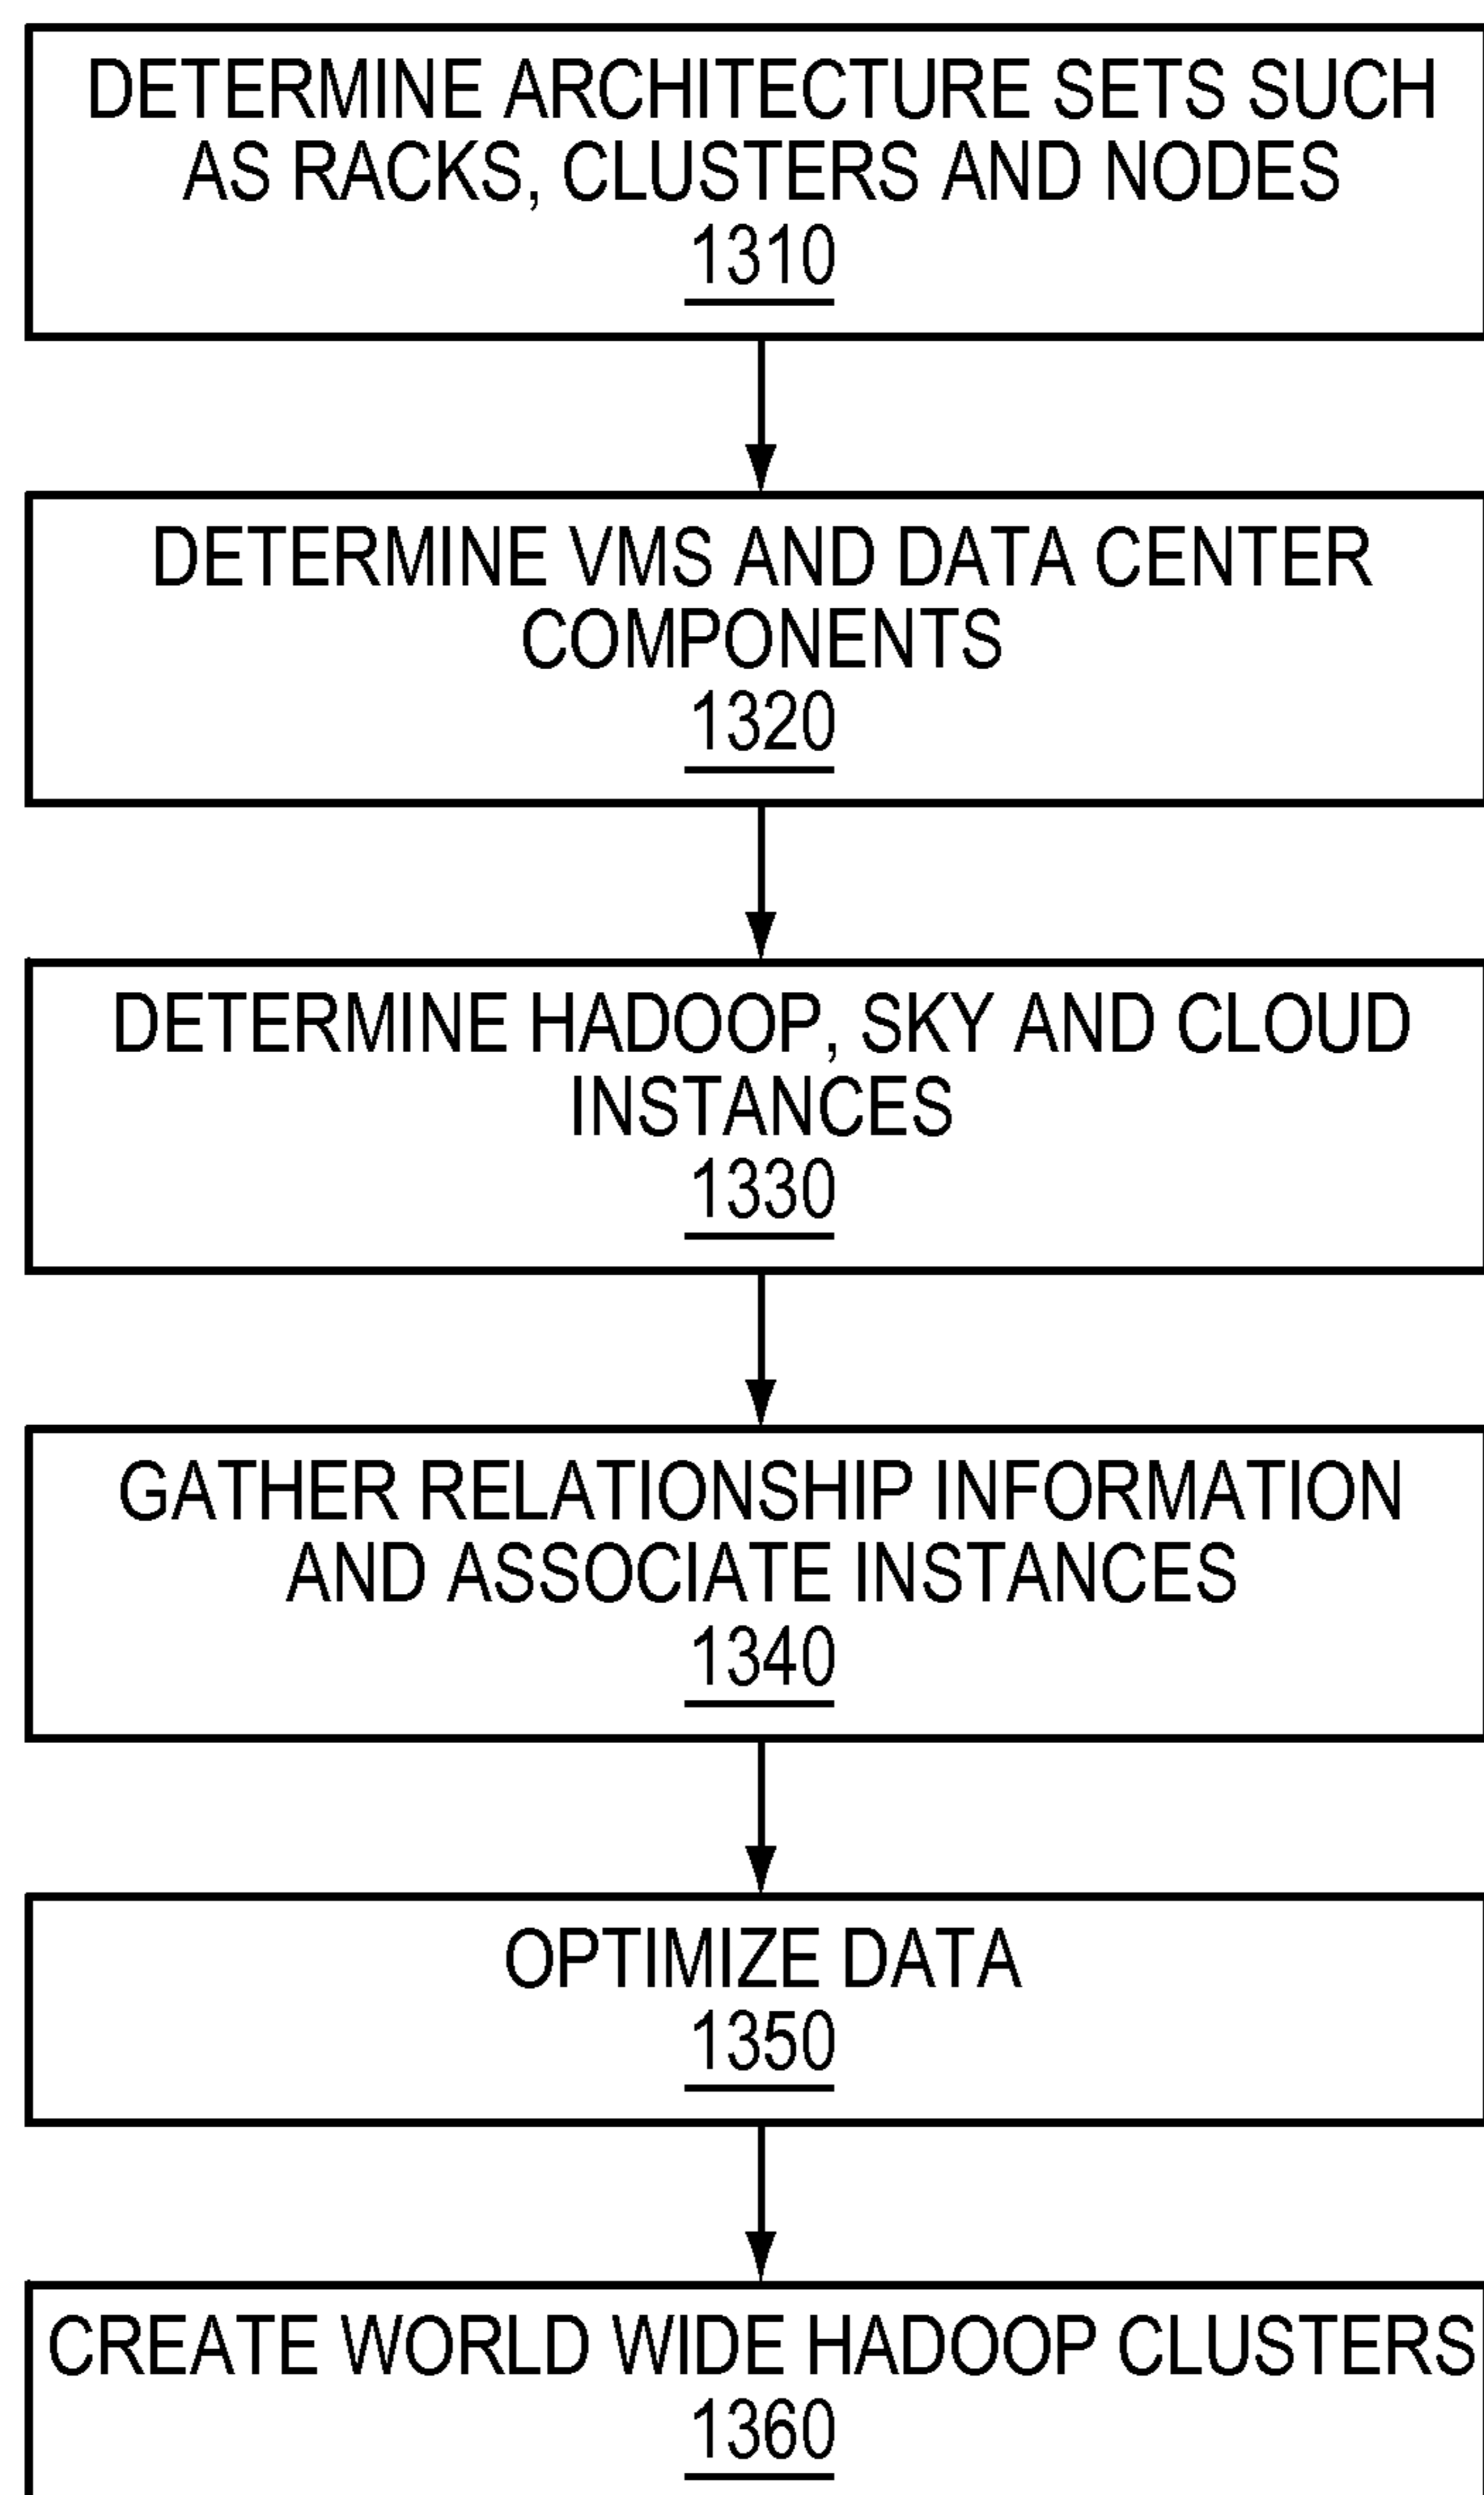 DETERMINE ARCHITECTURE SETS SUCH
AS RACKS, CLUSTERS AND NODES
1310
DETERMINE VMS AND DATA CENTER
COMPONENTS
1320
DETERMINE HADOOP, SKY AND CLOUD
INSTANCES
1330
GATHER RELATIONSHIP INFORMATION
AND ASSOCIATE INSTANCES
1340
OPTIMIZE DATA
1350
CREATE WORLD WIDE HADOOP CLUSTERS
1360